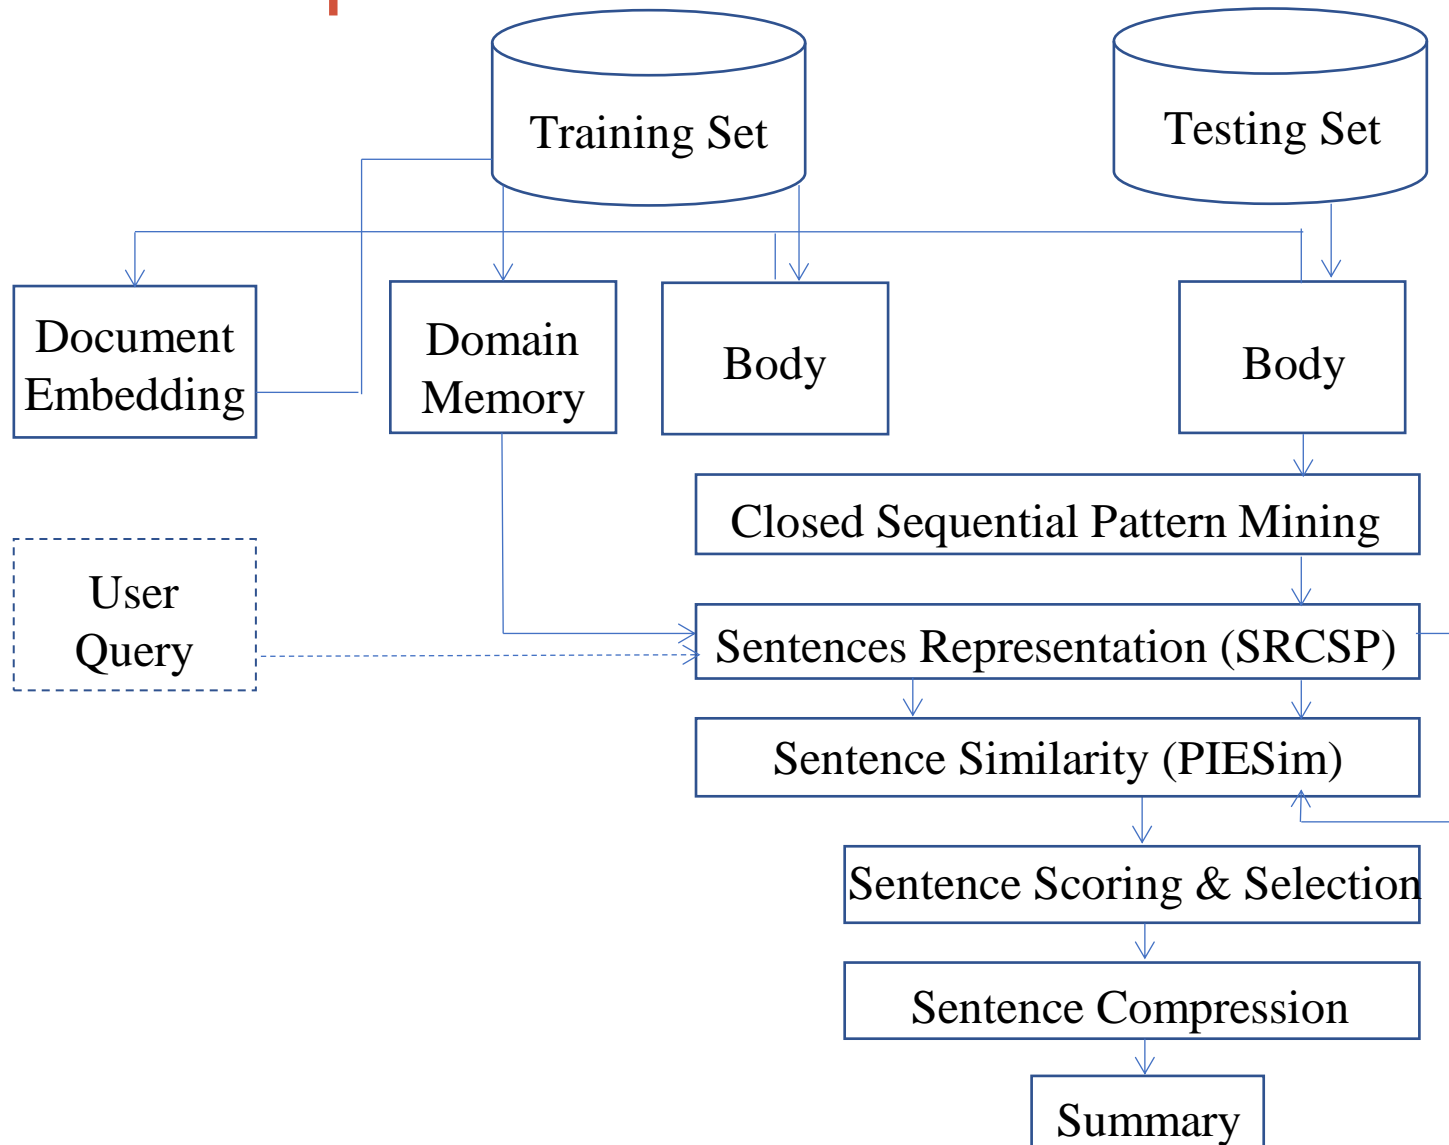 Training Set
Testing Set
Document
Embedding
Domain
Memory
Body
Body
Closed Sequential Pattern Mining
User
Query
Sentences Representation (SRCSP)
Sentence Similarity (PIESim)
Sentence Scoring & Selection
Sentence Compression
Summary